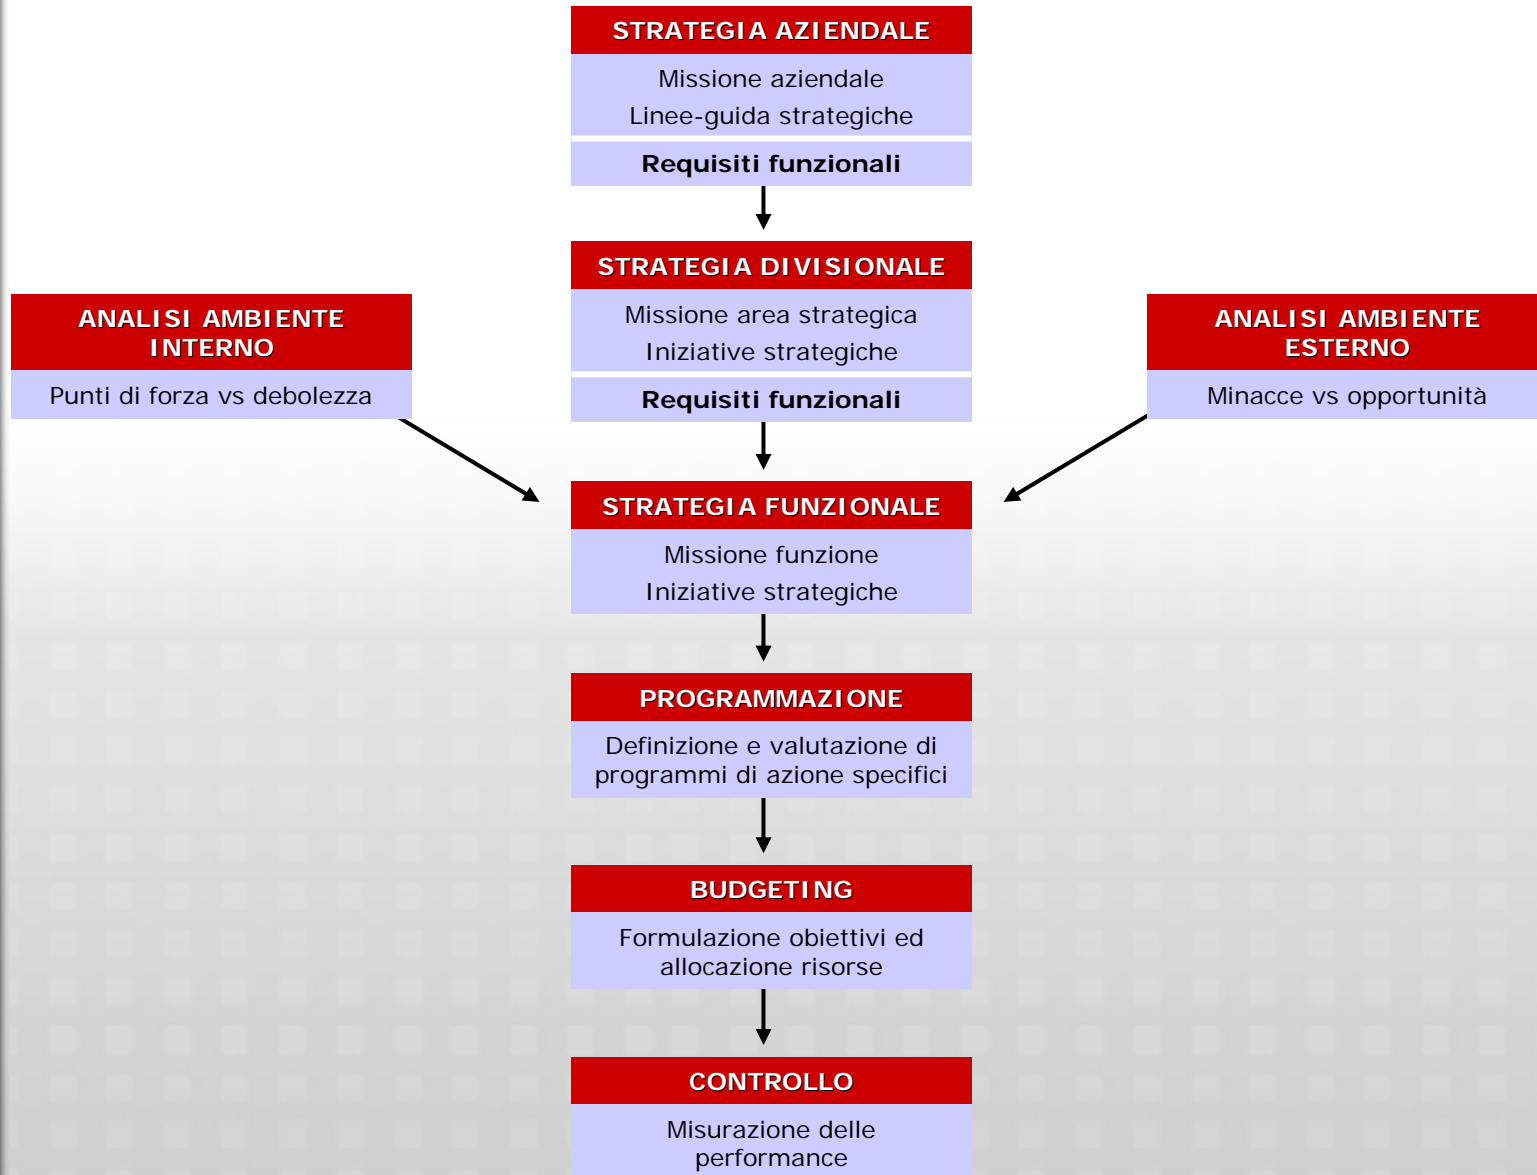 STRATEGIA AZIENDALE
Missione aziendale
Linee-guida strategiche
Requisiti funzionali
STRATEGIA DIVISIONALE
Missione area strategica
Iniziative strategiche
Requisiti funzionali
ANALISI AMBIENTE
INTERNO
Punti di forza vs debolezza
ANALISI AMBIENTE
ESTERNO
Minacce vs opportunità
STRATEGIA FUNZIONALE
Missione funzione
Iniziative strategiche
PROGRAMMAZIONE
Definizione e valutazione di
programmi di azione specifici
BUDGETING
Formulazione obiettivi ed
allocazione risorse
CONTROLLO
Misurazione delle
performance